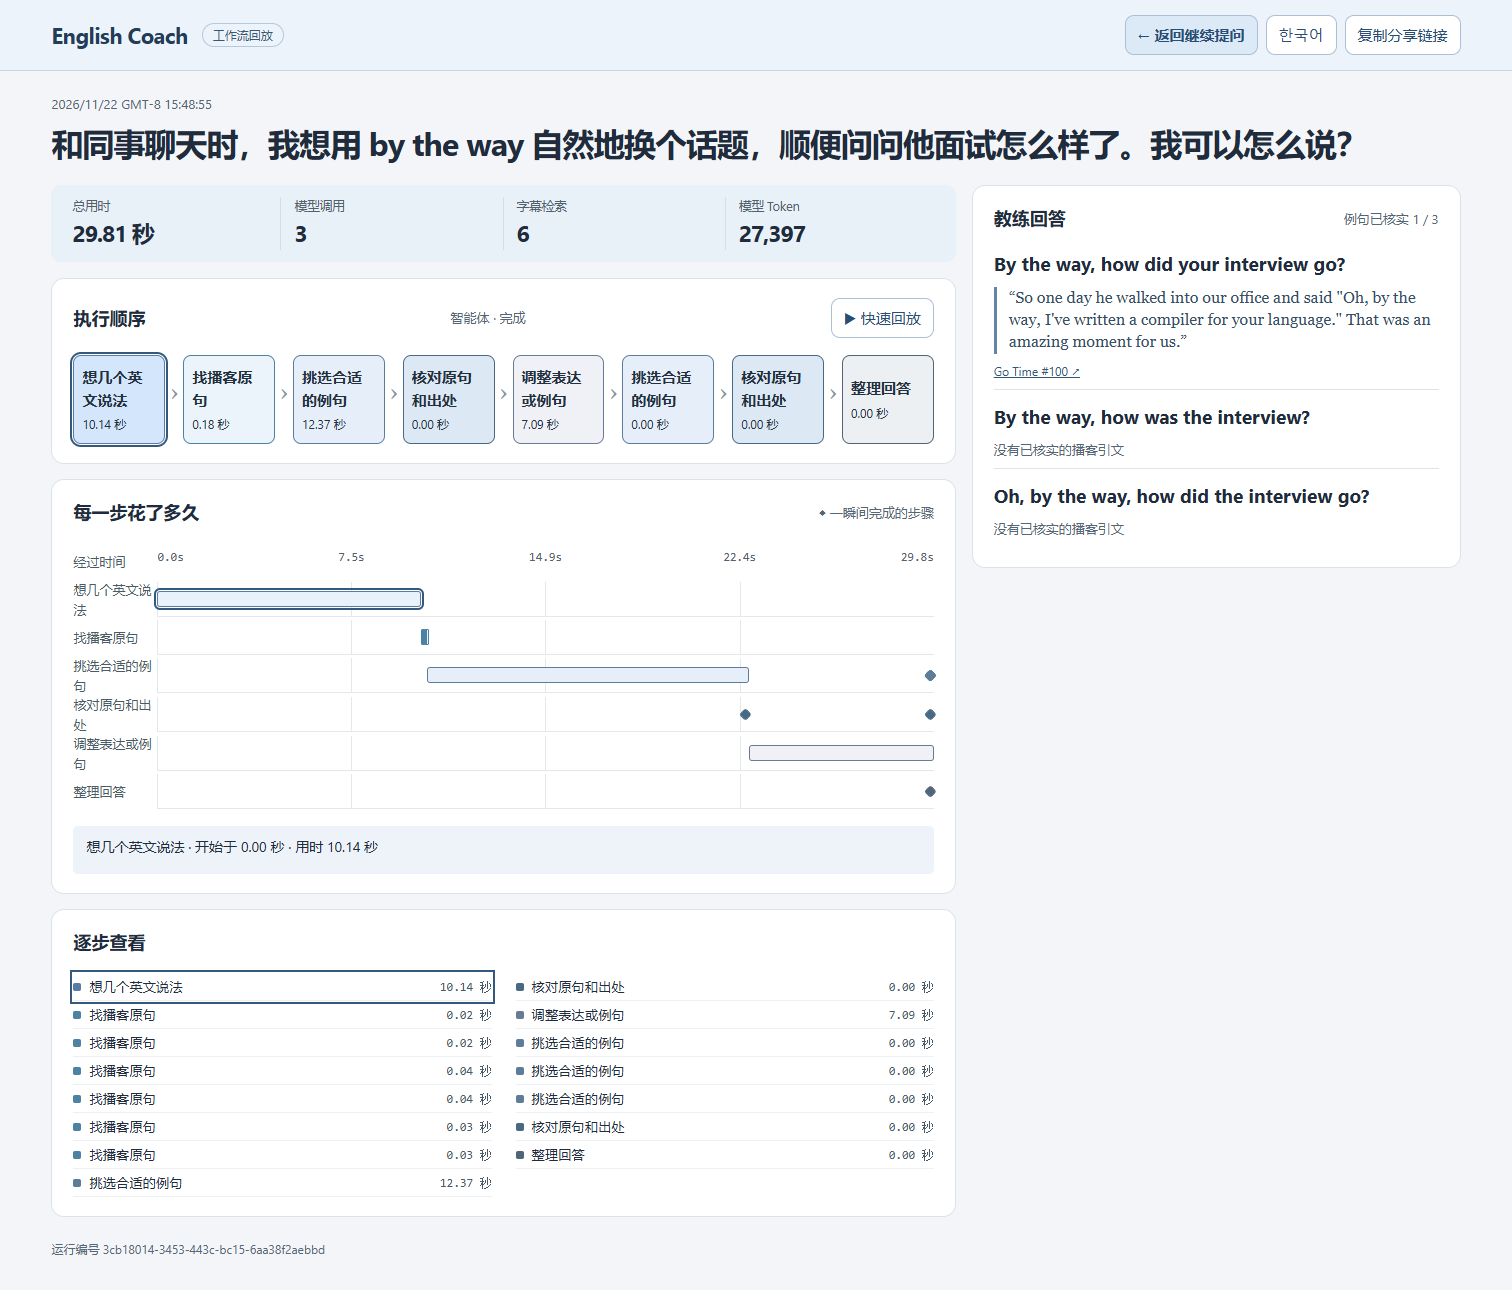 English Coach
工作流回放
← 返回继续提问
한국어
复制分享链接
2026/11/22 GMT-8 15:48:55
和同事聊天时，我想用 by the way 自然地换个话题，顺便问问他面试怎么样了。我可以怎么说？
总用时
29.81 秒
模型调用
3
字幕检索
6
模型 Token
27,397
执行顺序
智能体 · 完成
▶ 快速回放
想几个英
文说法
10.14 秒
›
找播客原
句
0.18 秒
›
挑选合适
的例句
12.37 秒
›
核对原句
和出处
0.00 秒
›
调整表达
或例句
7.09 秒
›
挑选合适
的例句
0.00 秒
›
核对原句
和出处
0.00 秒
›
整理回答
0.00 秒
每一步花了多久
一瞬间完成的步骤
经过时间
0.0s
7.5s
14.9s
22.4s
29.8s
想几个英文说
法
找播客原句
挑选合适的例
句
核对原句和出
处
调整表达或例
句
整理回答
想几个英文说法 · 开始于 0.00 秒 · 用时 10.14 秒
逐步查看
想几个英文说法 10.14 秒
找播客原句 0.02 秒
找播客原句 0.02 秒
找播客原句 0.04 秒
找播客原句 0.04 秒
找播客原句 0.03 秒
找播客原句 0.03 秒
挑选合适的例句 12.37 秒
核对原句和出处 0.00 秒
调整表达或例句 7.09 秒
挑选合适的例句 0.00 秒
挑选合适的例句 0.00 秒
挑选合适的例句 0.00 秒
核对原句和出处 0.00 秒
整理回答 0.00 秒
教练回答
例句已核实 1 / 3
By the way, how did your interview go?
“So one day he walked into our office and said "Oh, by the
way, I've written a compiler for your language." That was an
amazing moment for us.”
Go Time #100 ↗
By the way, how was the interview?
没有已核实的播客引文
Oh, by the way, how did the interview go?
没有已核实的播客引文
运行编号 3cb18014-3453-443c-bc15-6aa38f2aebbd